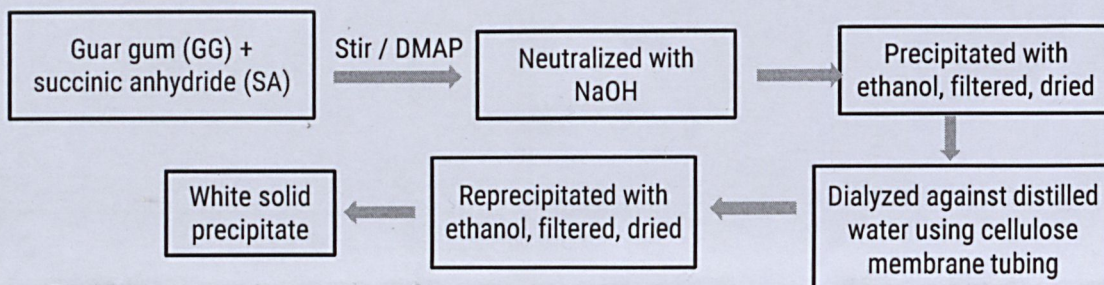 Guar gum (GG) +
succinic anhydride (SA)
Stir / DMAP
Neutralized with
NaOH
Precipitated with
ethanol, filtered, dried
Dialyzed against distilled
water using cellulose
membrane tubing
Reprecipitated with
ethanol, filtered, dried
White solid
precipitate